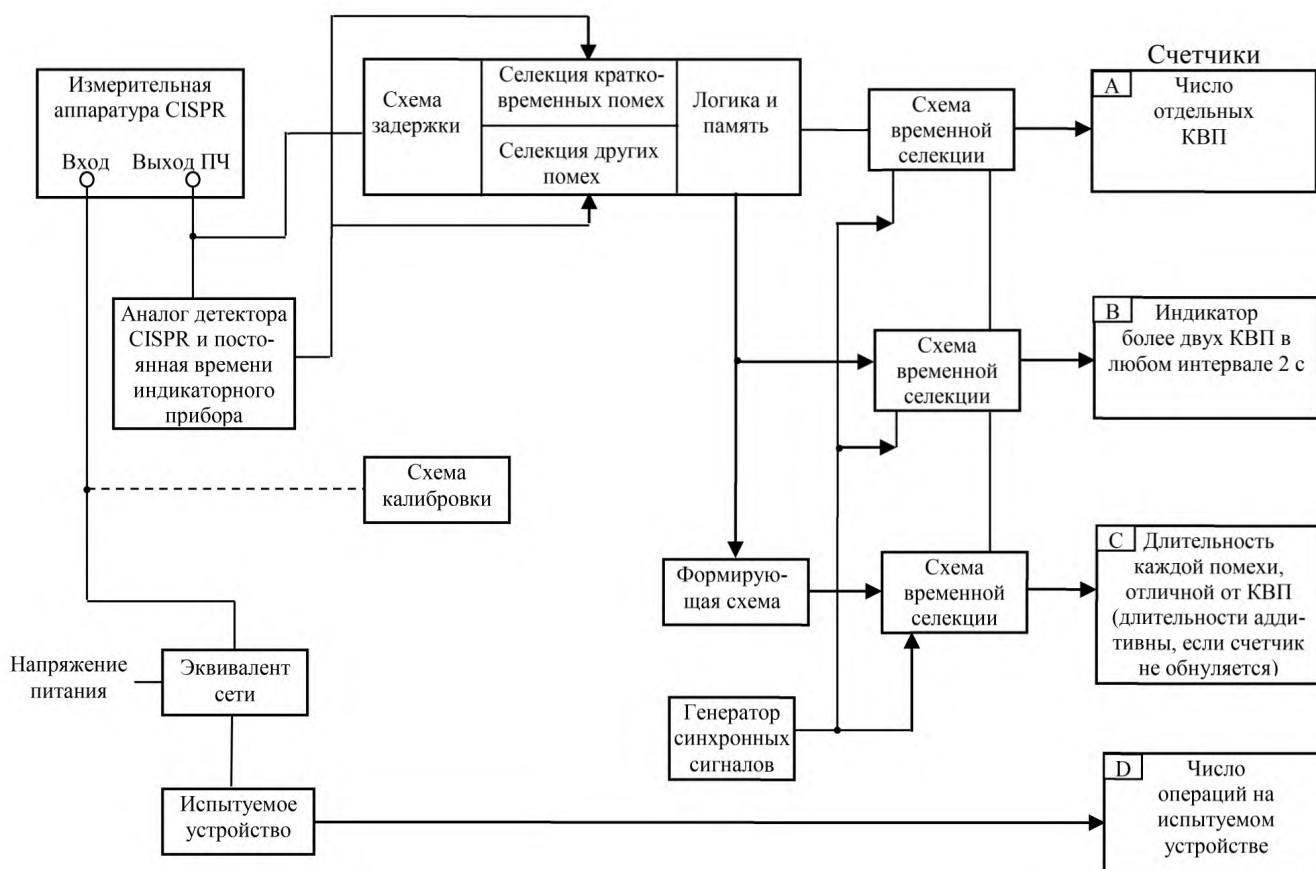 Счетчики
Измерительная
аппаратура CISPR
Вход
Выход ПЧ
Схема
задержки
Селекция кратко-
временных помех
Селекция других
помех
Логика и
память
Схема
временной
селекции
A
Число
отдельных
КВП
Аналог детектора
CISPR и посто-
янная времени
индикаторного
прибора
Схема
временной
селекции
B
Индикатор
более двух КВП в
любом интервале 2 с
Схема
калибровки
Формирую-
щая схема
Схема
временной
селекции
C
Длительность
каждой помехи,
отличной от КВП
(длительности адди-
тивны, если счетчик
не обнуляется)
Напряжение
питания
Эквивалент
сети
Генератор
синхронных
сигналов
Испытуемое
устройство
D
Число
операций на
испытуемом
устройстве